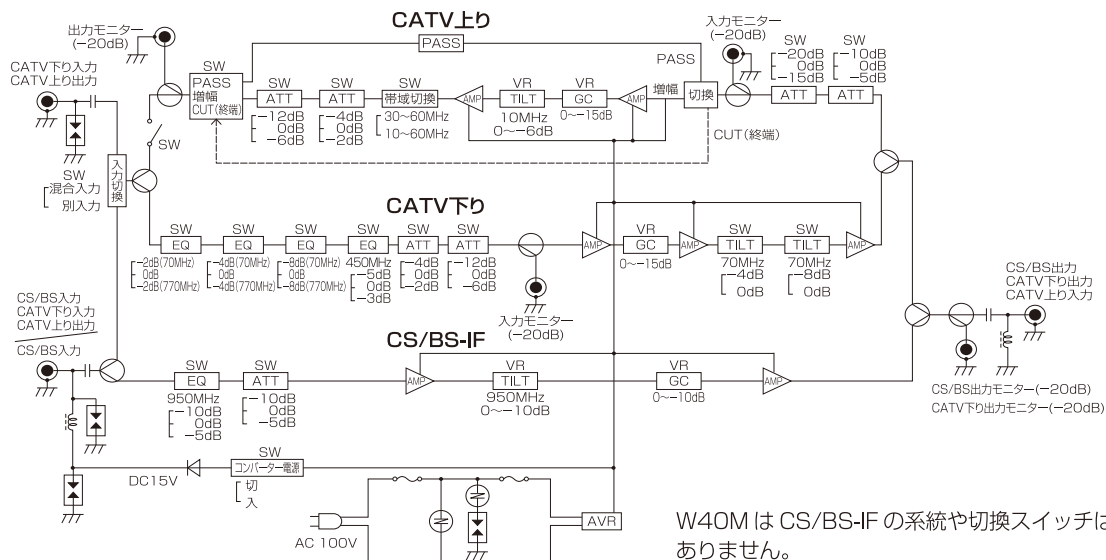 CATV上り
出力モニター
(−20dB)
CATV下り入力
CATV上り出力
SW
PASS
増幅
CUT(終端)
SW
ATT
−12dB
0dB
−6dB
SW
ATT
−4dB
0dB
−2dB
SW
帯域切換
30〜60MHz
10〜60MHz
AMP
VR
TILT
10MHz
0〜−6dB
VR
GC
0〜−15dB
AMP
増幅
PASS
PASS
切換
CUT(終端)
入力モニター
(−20dB)
SW
−20dB
0dB
−15dB
ATT
SW
−10dB
0dB
−5dB
ATT
SW
SW
混合入力
別入力
入力切換
CATV下り
SW
EQ
−2dB(70MHz)
0dB
−2dB(770MHz)
SW
EQ
−4dB(70MHz)
0dB
−4dB(770MHz)
SW
EQ
−8dB(70MHz)
0dB
−8dB(770MHz)
SW
EQ
450MHz
−5dB
0dB
−3dB
SW
ATT
−4dB
0dB
−2dB
SW
ATT
−12dB
0dB
−6dB
入力モニター
(−20dB)
AMP
VR
GC
0〜−15dB
AMP
SW
TILT
70MHz
−4dB
0dB
SW
TILT
70MHz
−8dB
0dB
AMP
CS/BS出力
CATV下り出力
CATV上り入力
CS/BS出力モニター(−20dB)
CATV下り出力モニター(−20dB)
CS/BS入力
CATV下り入力
CATV上り出力
CS/BS入力
CS/BS-IF
SW
EQ
950MHz
−10dB
0dB
−5dB
SW
ATT
−10dB
0dB
−5dB
AMP
VR
TILT
950MHz
0〜−10dB
VR
GC
0〜−10dB
AMP
DC15V
SW
コンバーター電源
切
入
AC 100V
AVR
W40M は CS/BS-IF の系統や切換スイッチは
ありません。